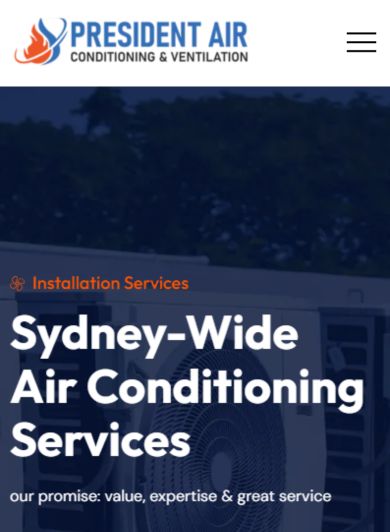 PRESIDENT AIR
CONDITIONING & VENTILATION
Installation Services
Sydney-Wide
Air Conditioning
Services
our promise: value, expertise & great service